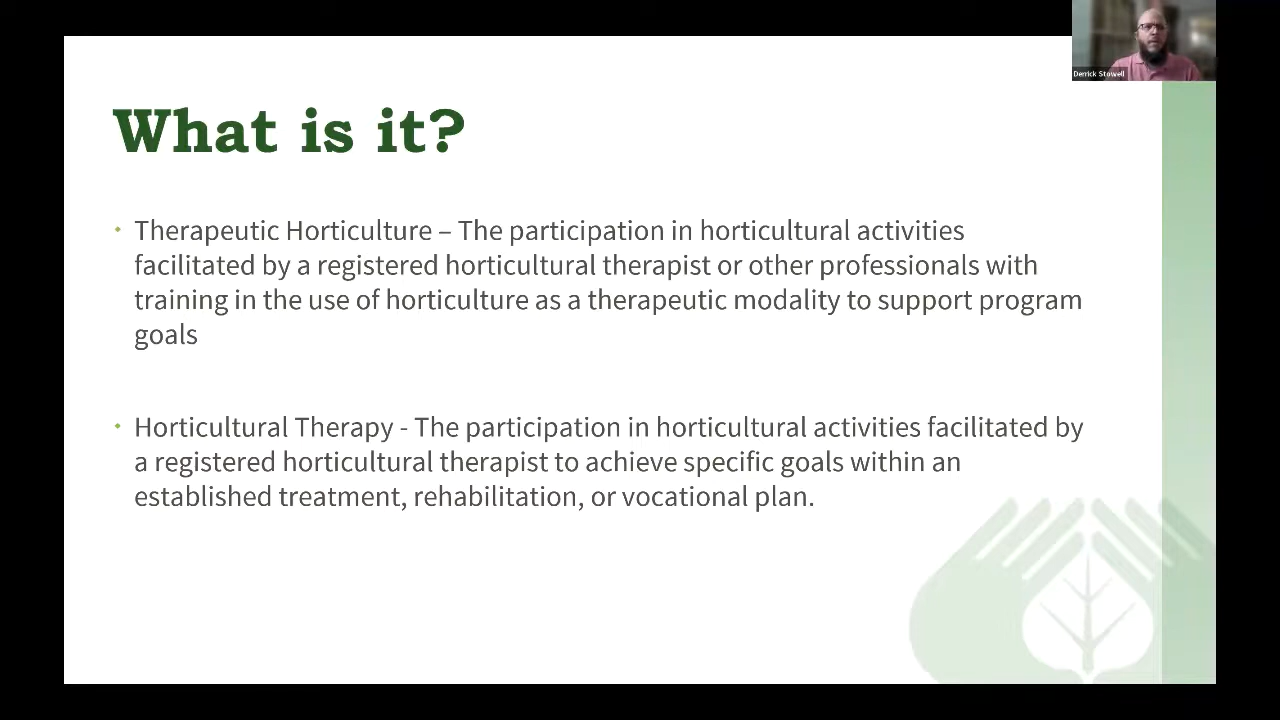 Derrick Stowell
What is it?
• Therapeutic Horticulture – The participation in horticultural activities
facilitated by a registered horticultural therapist or other professionals with
training in the use of horticulture as a therapeutic modality to support program
goals
• Horticultural Therapy - The participation in horticultural activities facilitated by
a registered horticultural therapist to achieve specific goals within an
established treatment, rehabilitation, or vocational plan.